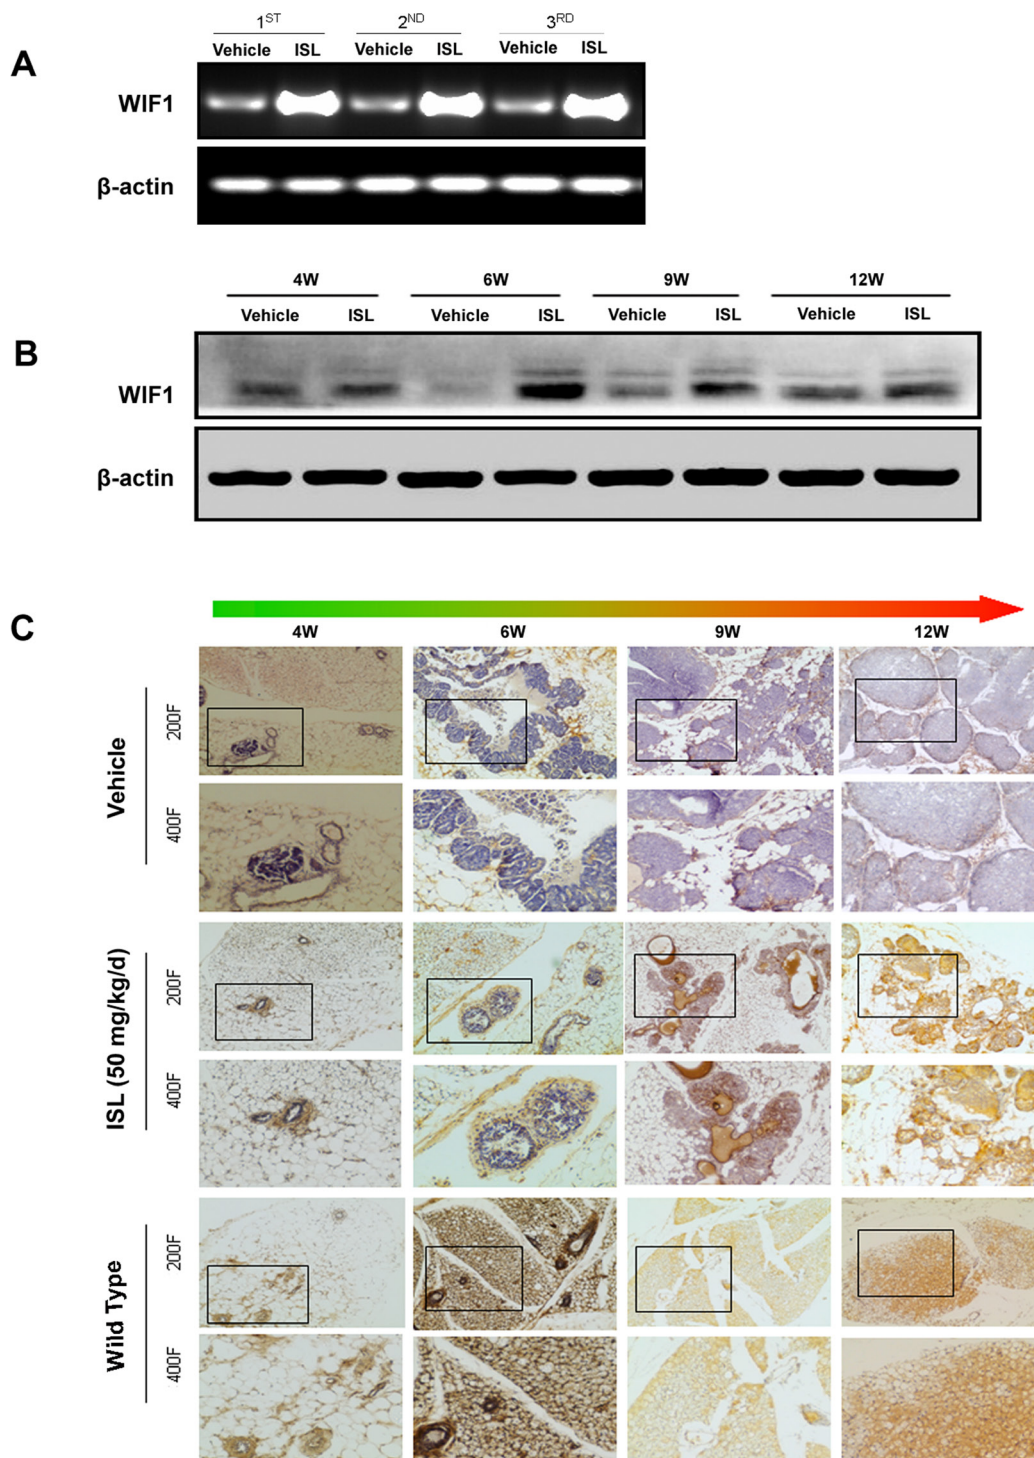 1ST 2ND 3RD
Vehicle ISL Vehicle ISL Vehicle ISL
A
WIF1
β-actin
4W 6W 9W 12W
Vehicle ISL Vehicle ISL Vehicle ISL Vehicle ISL
B
WIF1
β-actin
C
4W 6W 9W 12W
Vehicle
200F
400F
ISL (50 mg/kg/d)
200F
400F
Wild Type
200F
400F